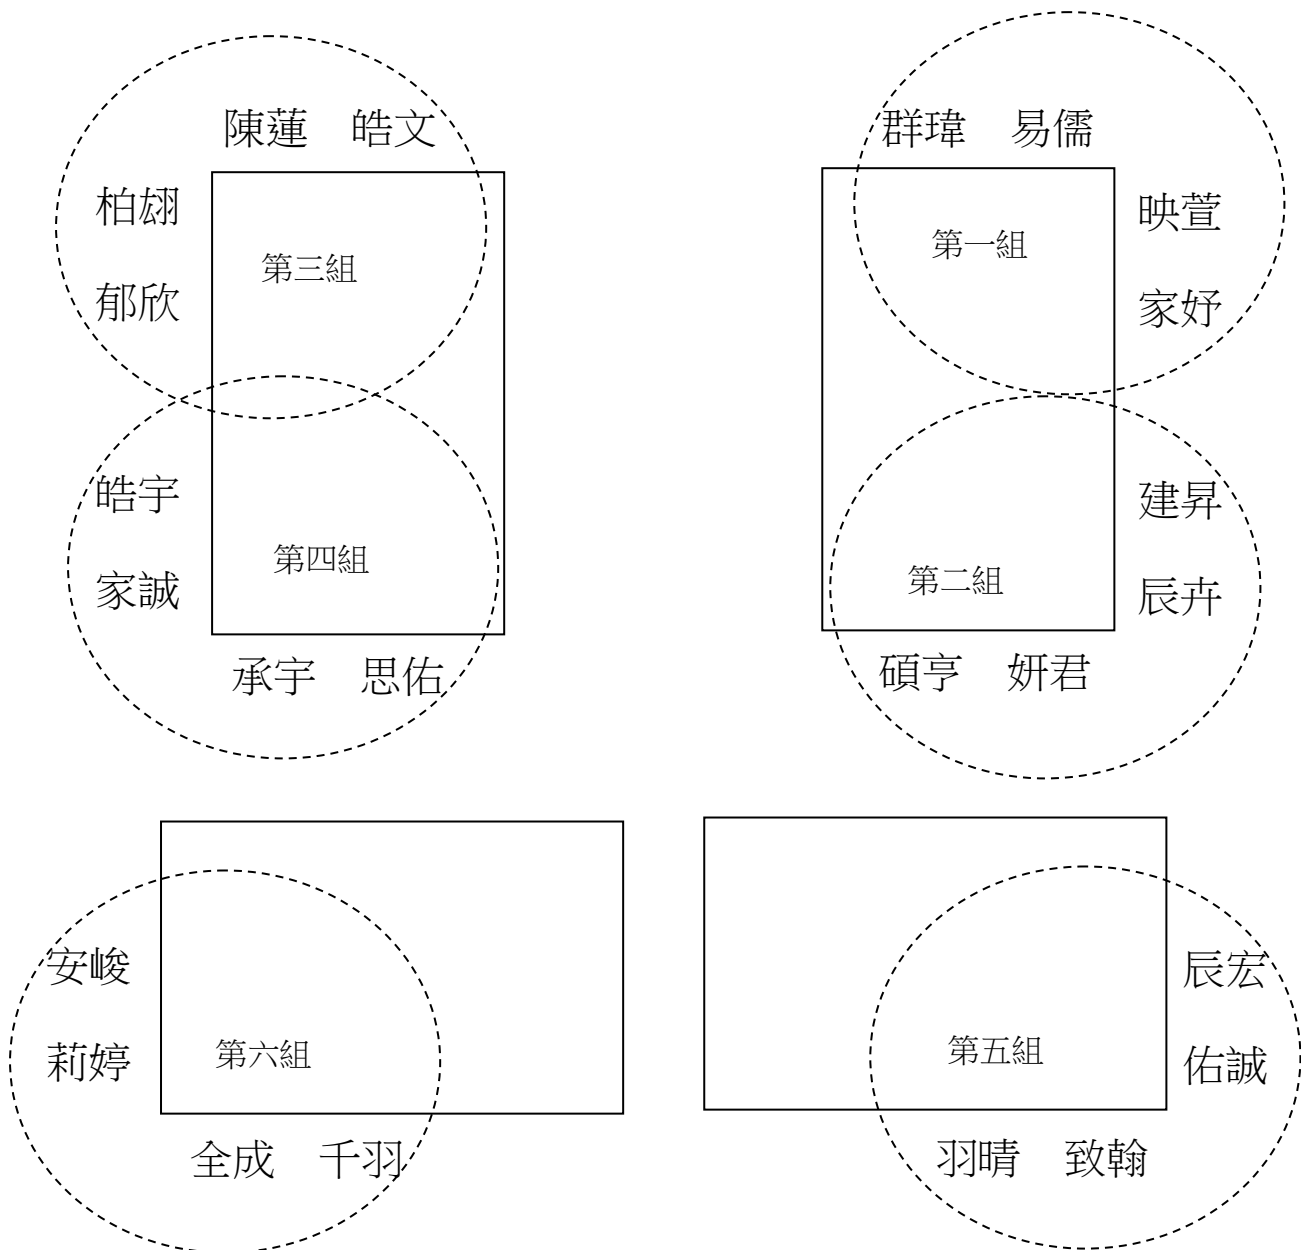 陳蓮 皓文
群瑋 易儒
柏翃
映萱
第三組
第一組
郁欣
家妤
皓宇
建昇
第四組
第二組
家誠
辰卉
承宇 思佑
碩亨 妍君
安峻
辰宏
第六組
第五組
莉婷
佑誠
全成 千羽
羽晴 致翰